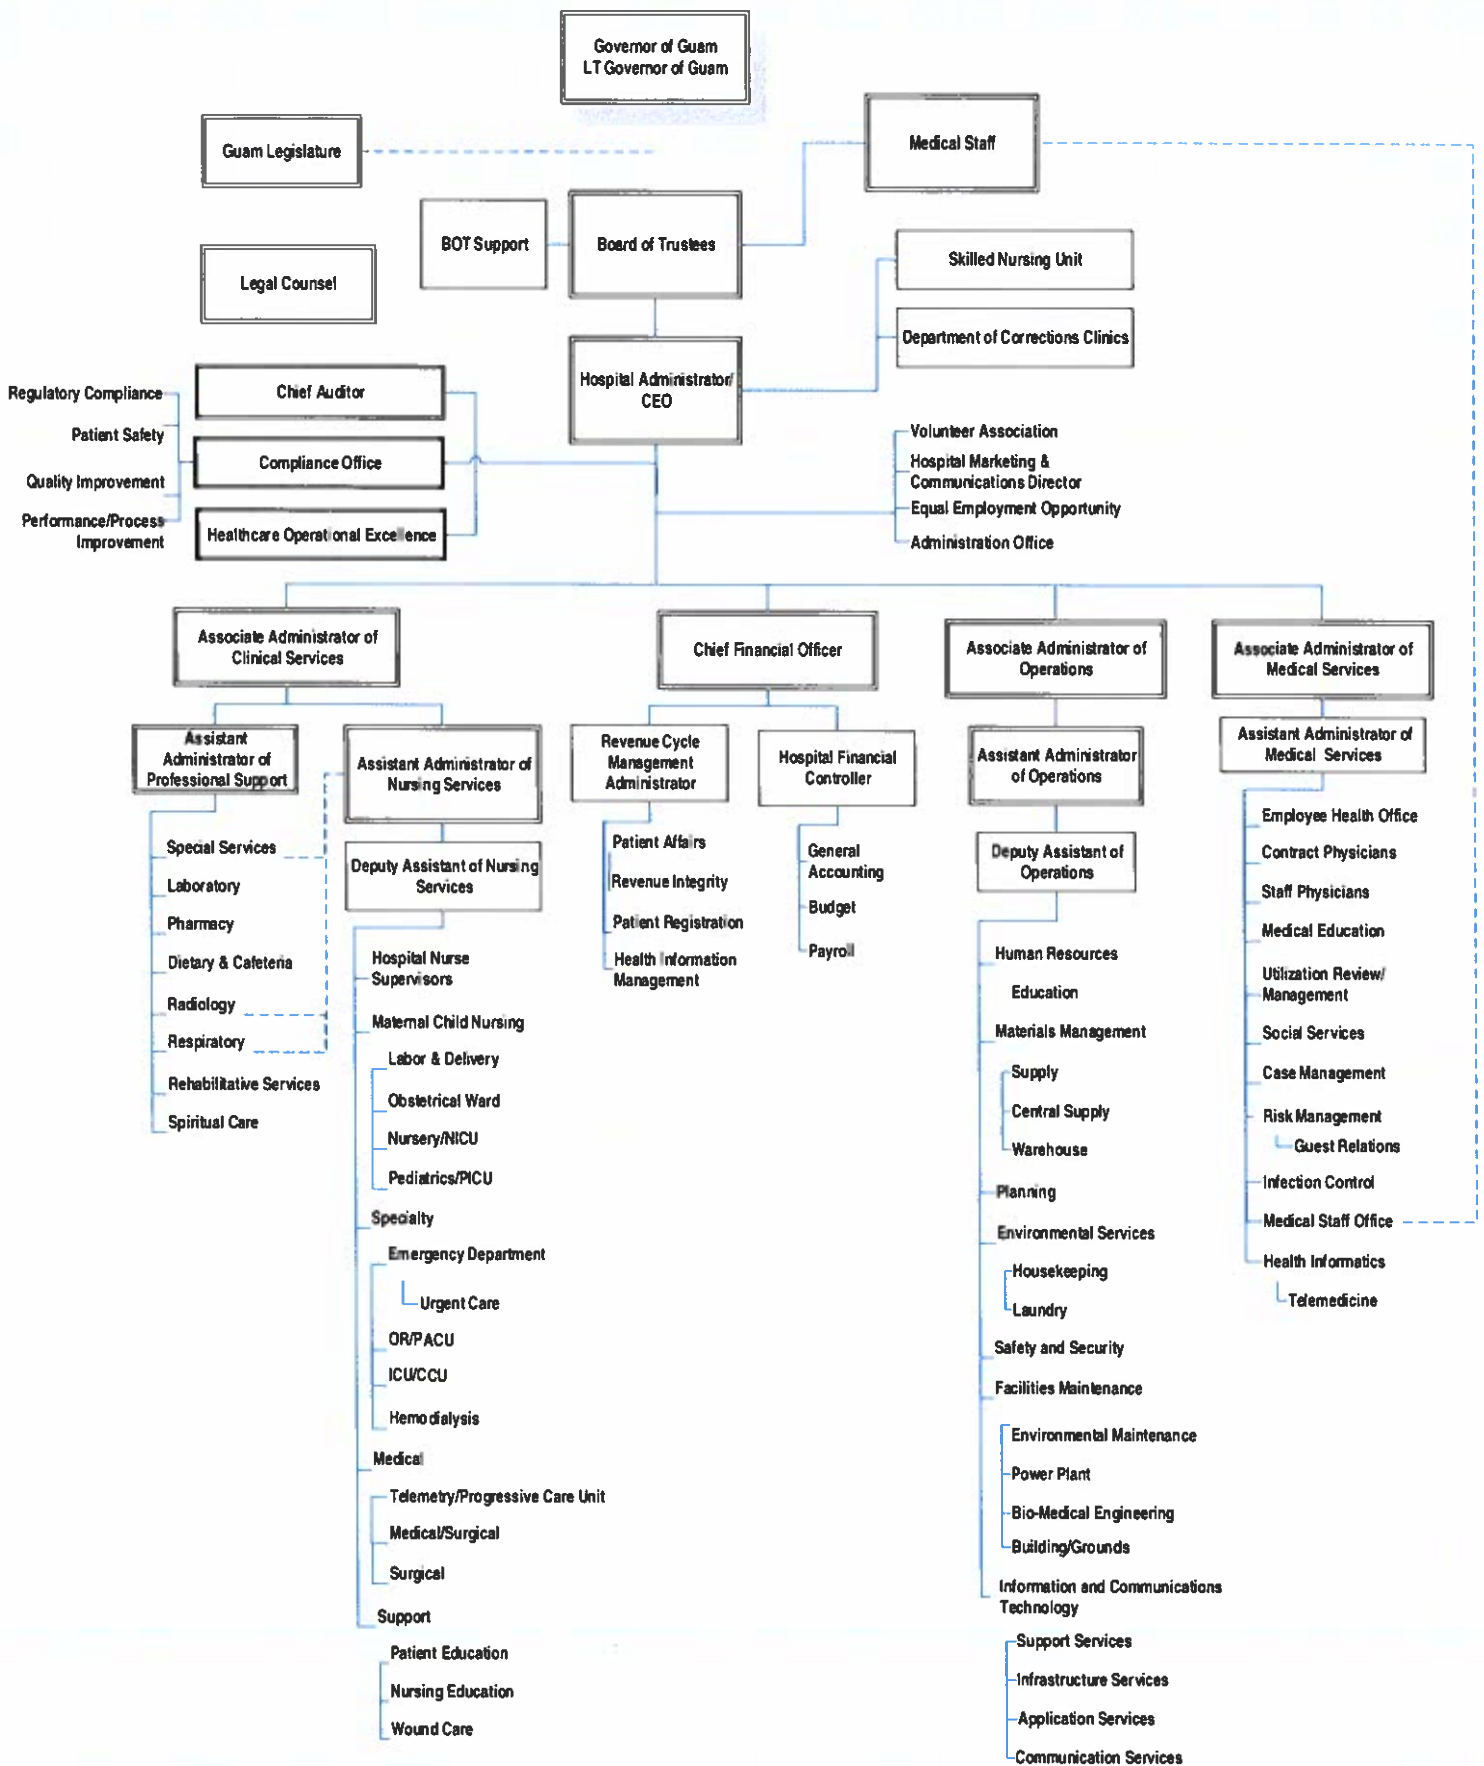 Governor of Guam
LT Governor of Guam
Guam Legislature
Medical Staff
BOT Support
Board of Trustees
Legal Counsel
Skilled Nursing Unit
Department of Corrections Clinics
Hospital Administrator/
CEO
Chief Auditor
Compliance Office
Healthcare Operational Excellence
Regulatory Compliance
Patient Safety
Quality Improvement
Performance/Process
Improvement
Volunteer Association
Hospital Marketing &
Communications Director
Equal Employment Opportunity
Administration Office
Associate Administrator of
Clinical Services
Chief Financial Officer
Associate Administrator of
Operations
Associate Administrator of
Medical Services
Assistant
Administrator of
Professional Support
Special Services
Laboratory
Pharmacy
Dietary & Cafeteria
Radiology
Respiratory
Rehabilitative Services
Spiritual Care
Assistant Administrator of
Nursing Services
Deputy Assistant of Nursing
Services
Hospital Nurse
Supervisors
Maternal Child Nursing
Labor & Delivery
Obstetrical Ward
Nursery/NICU
Pediatrics/PICU
Specialty
Emergency Department
Urgent Care
OR/PACU
ICU/CCU
Hemodialysis
Medical
Telemetry/Progressive Care Unit
Medical/Surgical
Surgical
Support
Patient Education
Nursing Education
Wound Care
Revenue Cycle
Management
Administrator
Patient Affairs
Revenue Integrity
Patient Registration
Health Information
Management
Hospital Financial
Controller
General
Accounting
Budget
Payroll
Assistant Administrator
of Operations
Deputy Assistant of
Operations
Human Resources
Education
Materials Management
Supply
Central Supply
Warehouse
Planning
Environmental Services
Housekeeping
Laundry
Safety and Security
Facilities Maintenance
Environmental Maintenance
Power Plant
Bio-Medical Engineering
Building/Grounds
Information and Communications
Technology
Support Services
Infrastructure Services
Application Services
Communication Services
Assistant Administrator of
Medical Services
Employee Health Office
Contract Physicians
Staff Physicians
Medical Education
Utilization Review/
Management
Social Services
Case Management
Risk Management
Guest Relations
Infection Control
Medical Staff Office
Health Informatics
Telemedicine